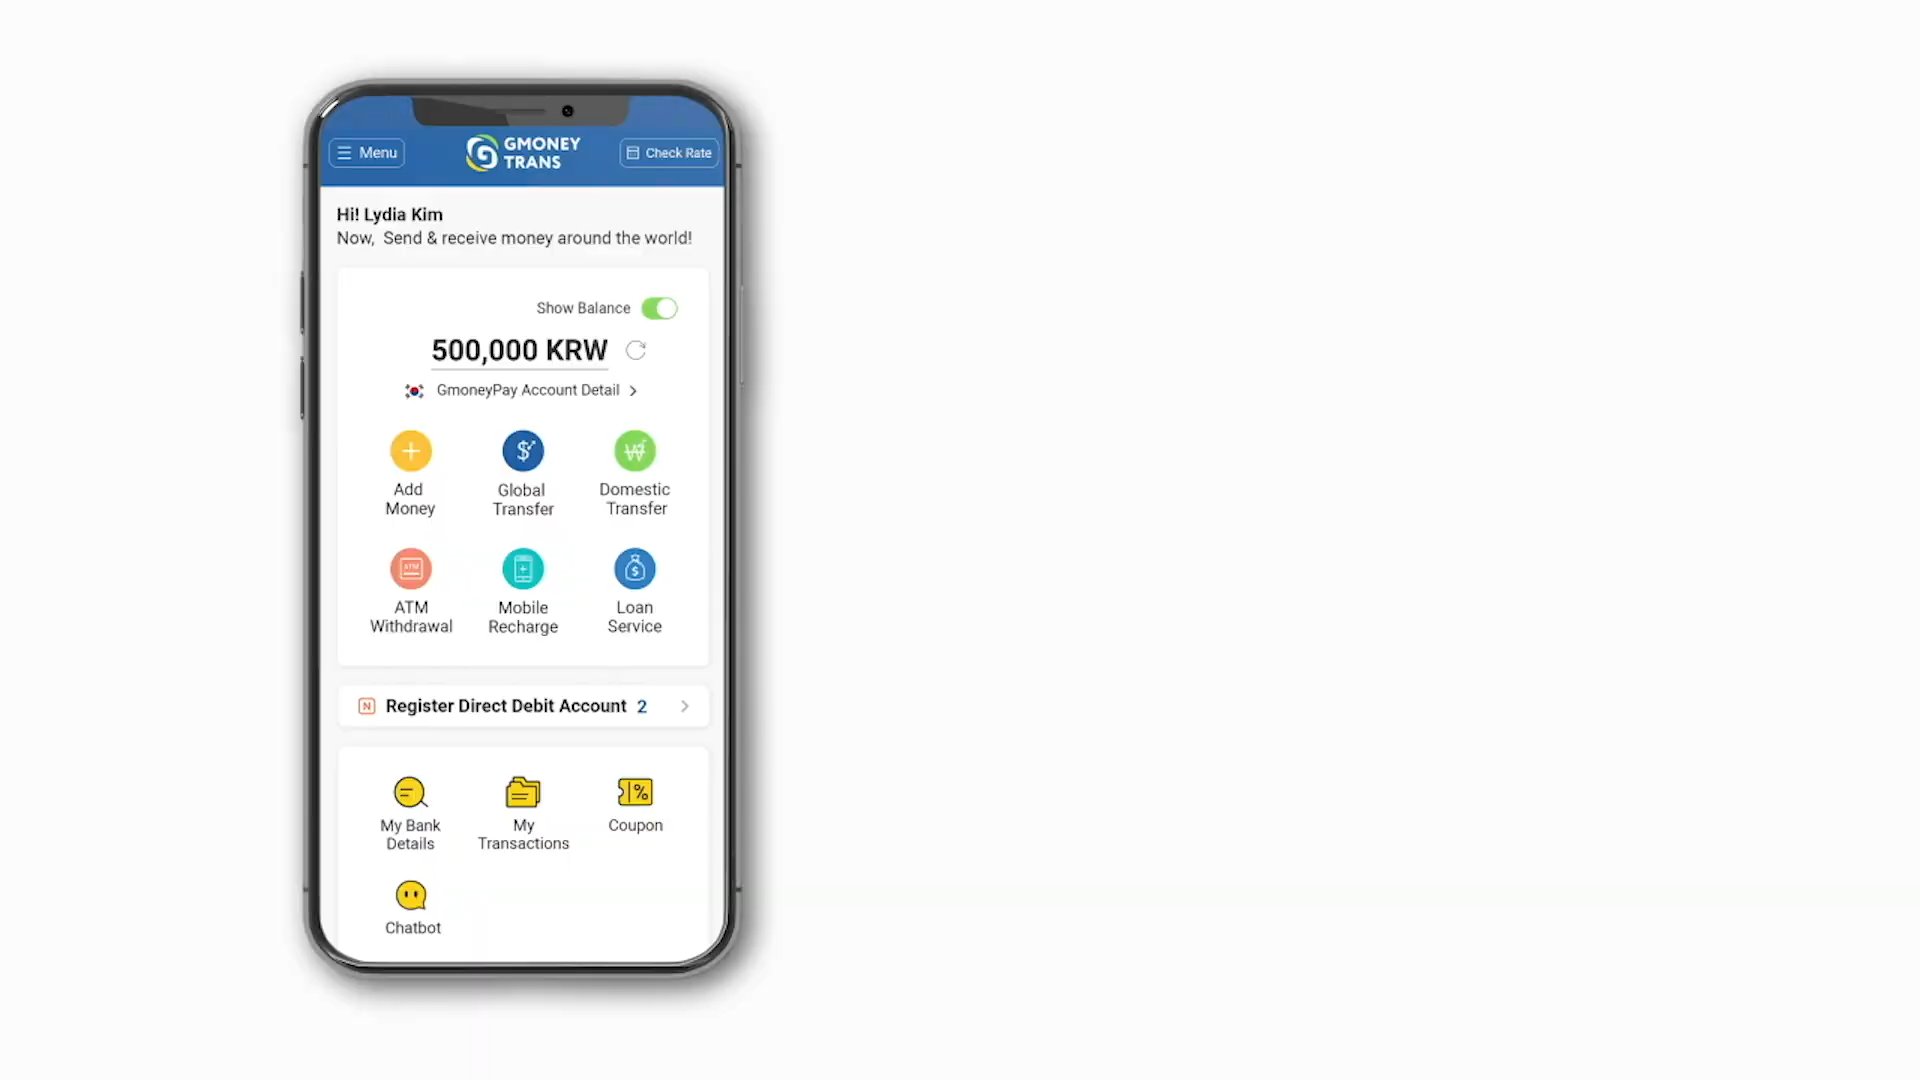 Menu
GMONEY
TRANS
Check Rate
Hi! Lydia Kim
Now, Send & receive money around the world!
Show Balance
500,000 KRW
GmoneyPay Account Detail
Add
Money
Global
Transfer
Domestic
Transfer
ATM
ATM
Withdrawal
Mobile
Recharge
Loan
Service
N Register Direct Debit Account 2
My Bank
Details
My
Transactions
Coupon
Chatbot